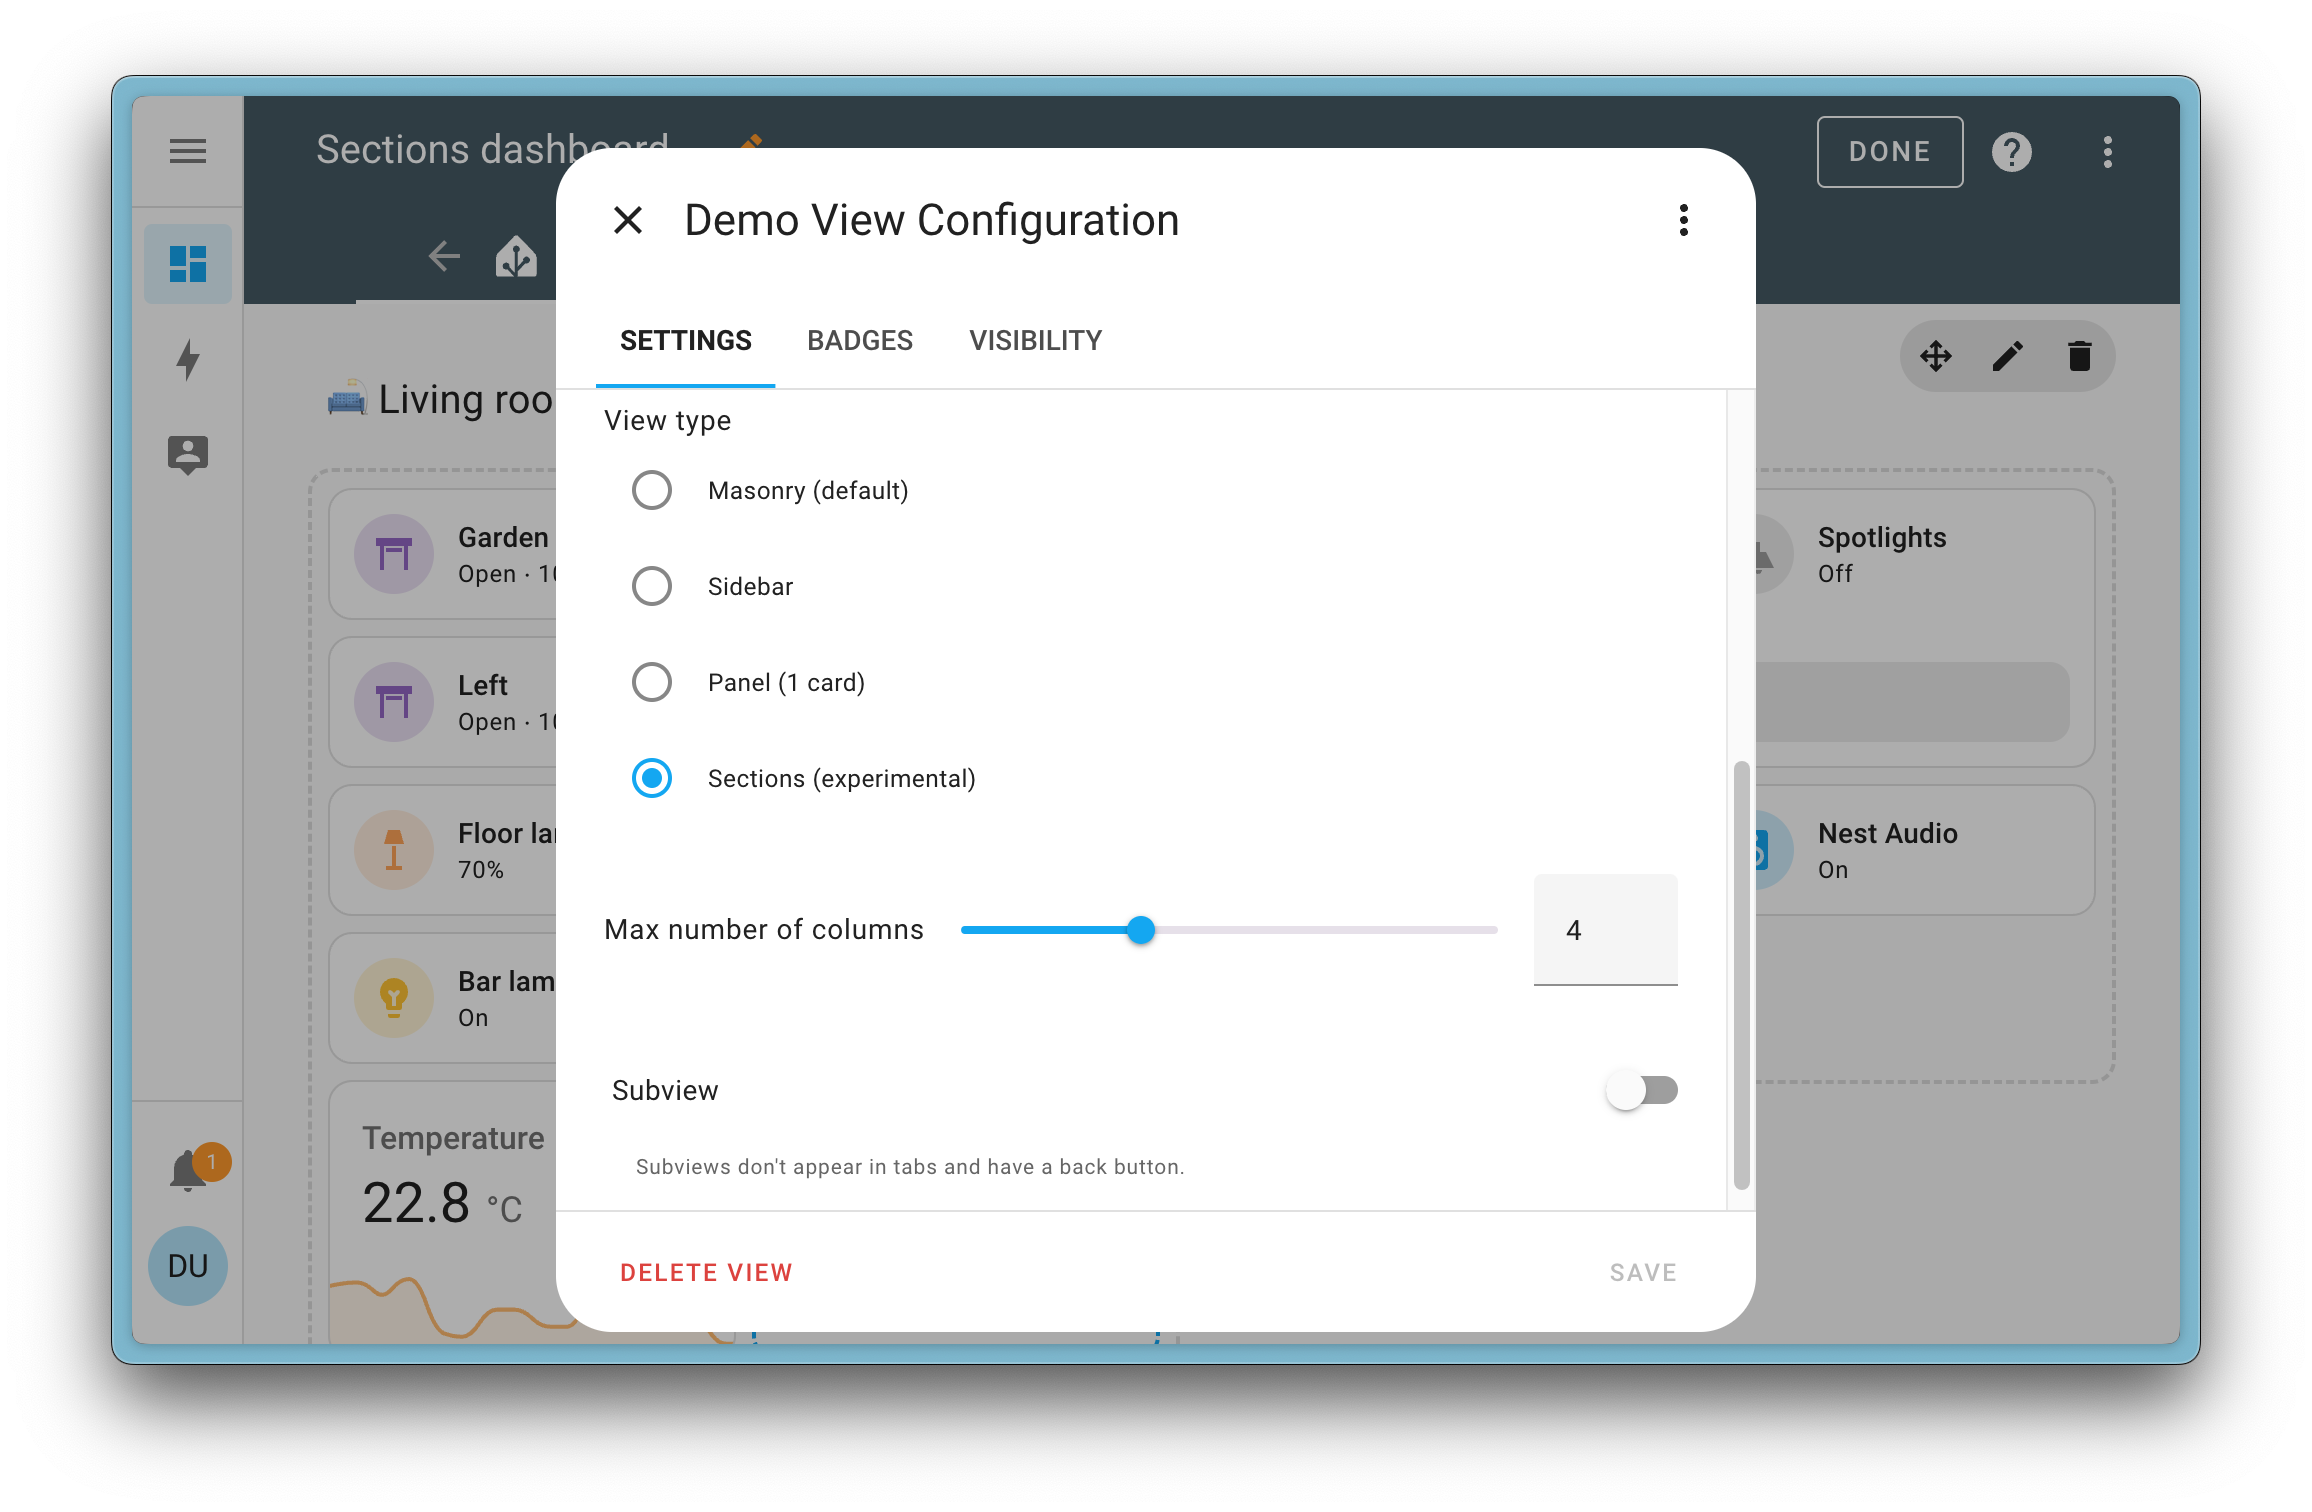 Sections dashboard
DONE
Demo View Configuration
SETTINGS BADGES VISIBILITY
Living roo
View type
Masonry (default)
Sidebar
Panel (1 card)
Sections (experimental)
Max number of columns 4
Subview
Subviews don't appear in tabs and have a back button.
DELETE VIEW SAVE
Garden
Open · 10
Left
Open · 10
Floor la
70%
Bar lam
On
Temperature
22.8 °C
Spotlights
Off
Nest Audio
On
1
DU